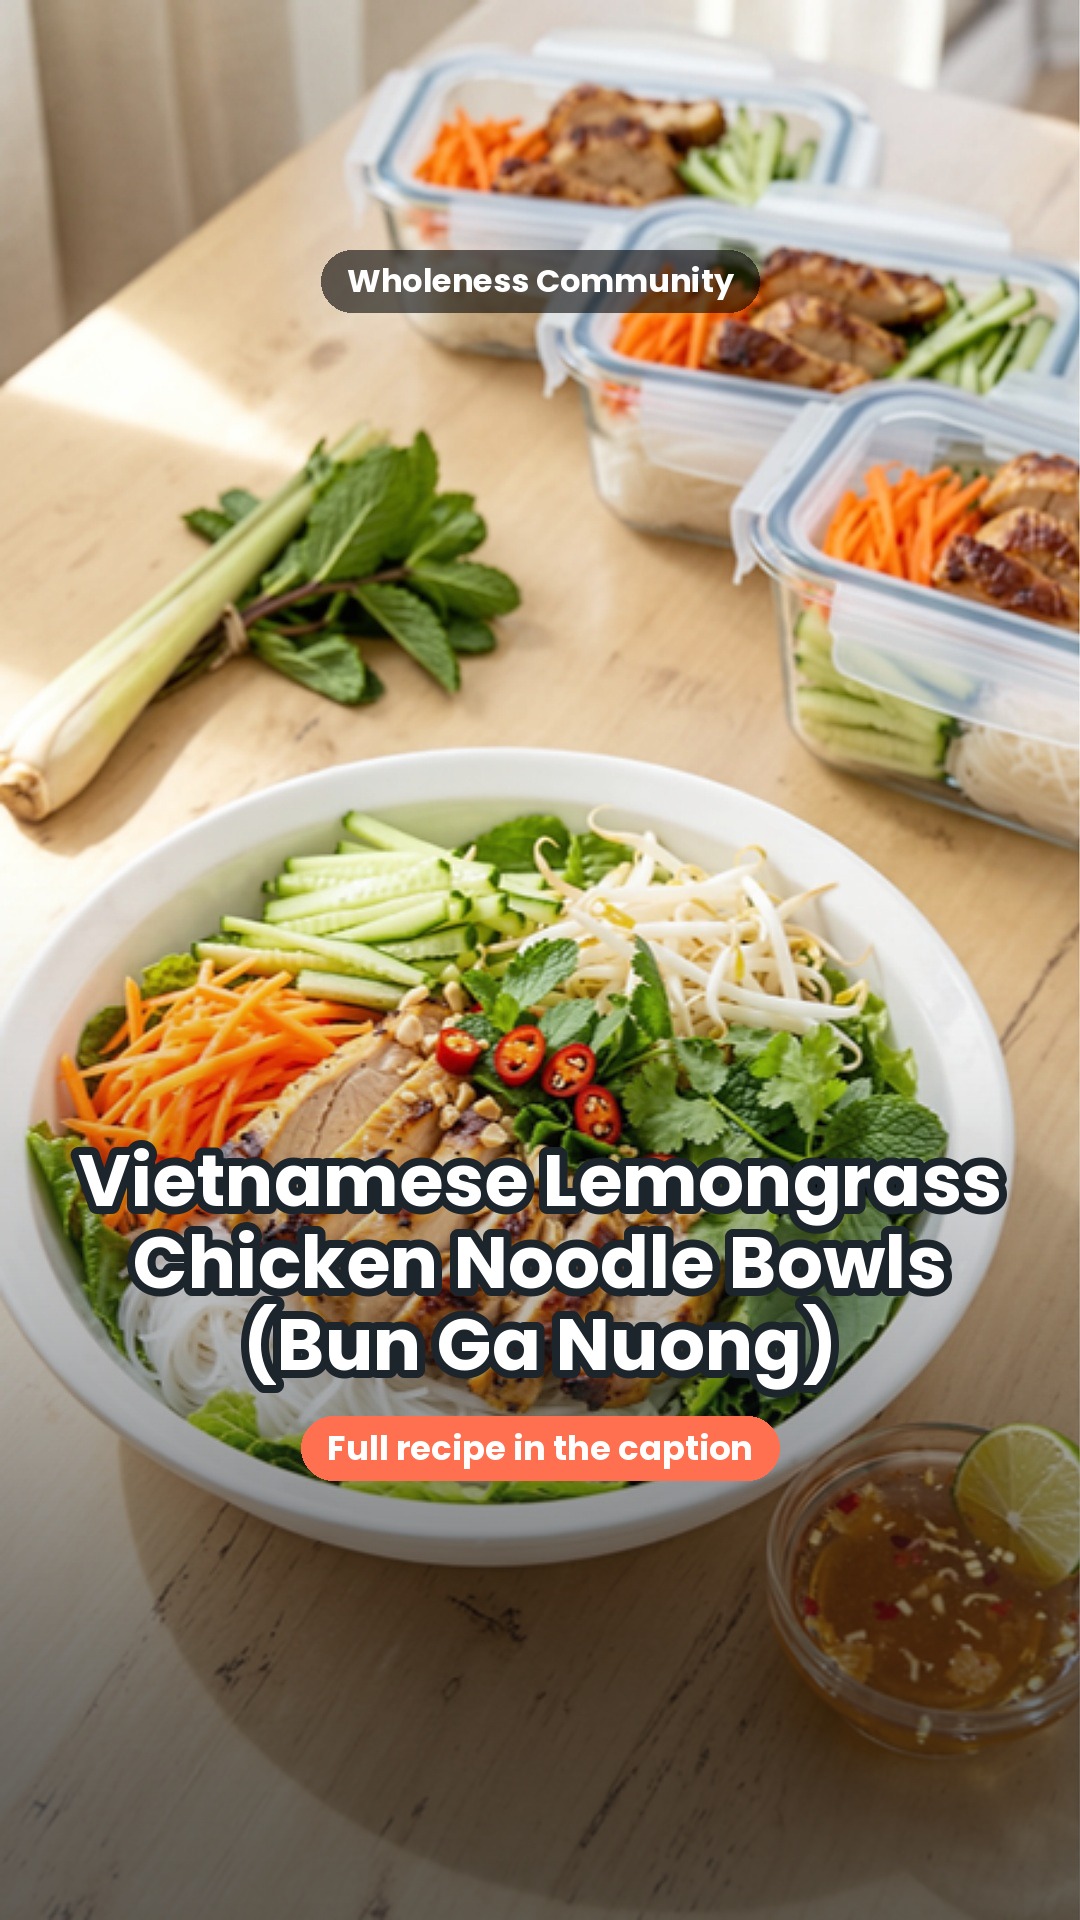 Wholeness Community
Vietnamese Lemongrass
Chicken Noodle Bowls
(Bun Ga Nuong)
Full recipe in the caption